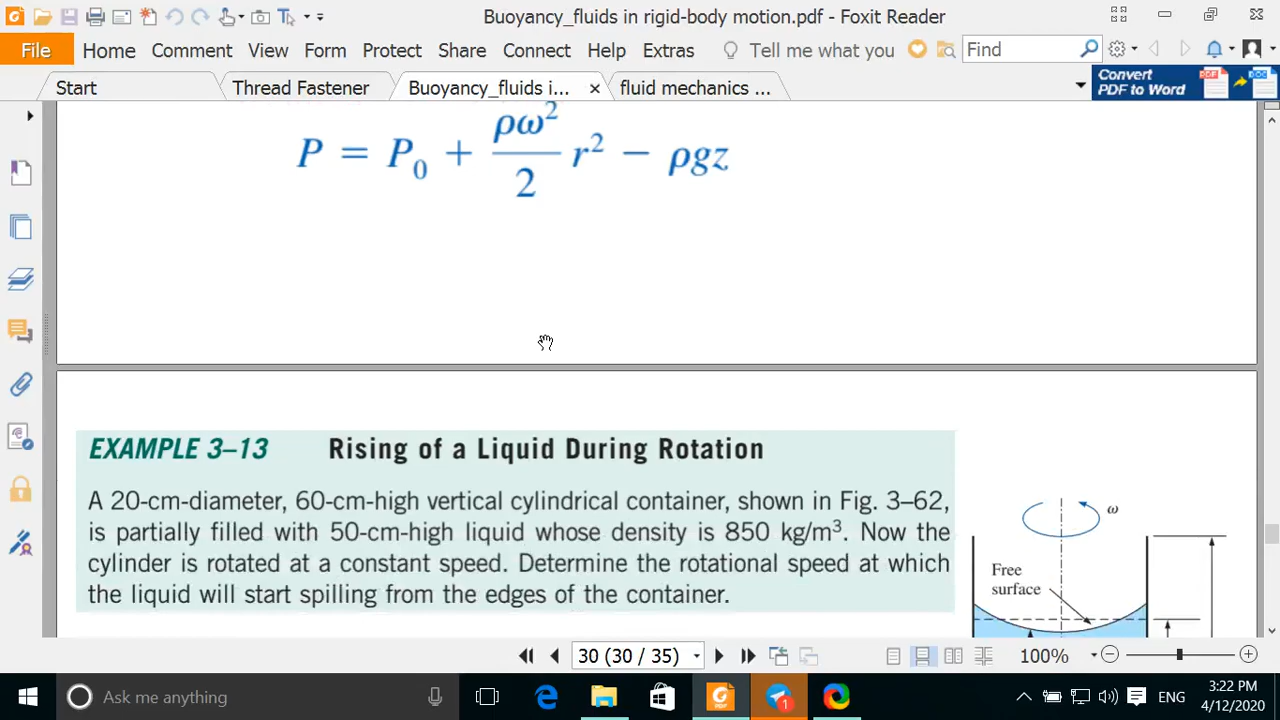 Buoyancy_fluids in rigid-body motion.pdf - Foxit Reader
File Home Comment View Form Protect Share Connect Help Extras Tell me what you Find
Start Thread Fastener Buoyancy_fluids i... fluid mechanics ... Convert PDF to Word
P = P₀ + ρω²/2 r² − ρgz
EXAMPLE 3–13 Rising of a Liquid During Rotation
A 20-cm-diameter, 60-cm-high vertical cylindrical container, shown in Fig. 3–62,
is partially filled with 50-cm-high liquid whose density is 850 kg/m³. Now the
cylinder is rotated at a constant speed. Determine the rotational speed at which
the liquid will start spilling from the edges of the container.
ω
Free
surface
30 (30 / 35) 100%
Ask me anything
1
ENG
3:22 PM
4/12/2020